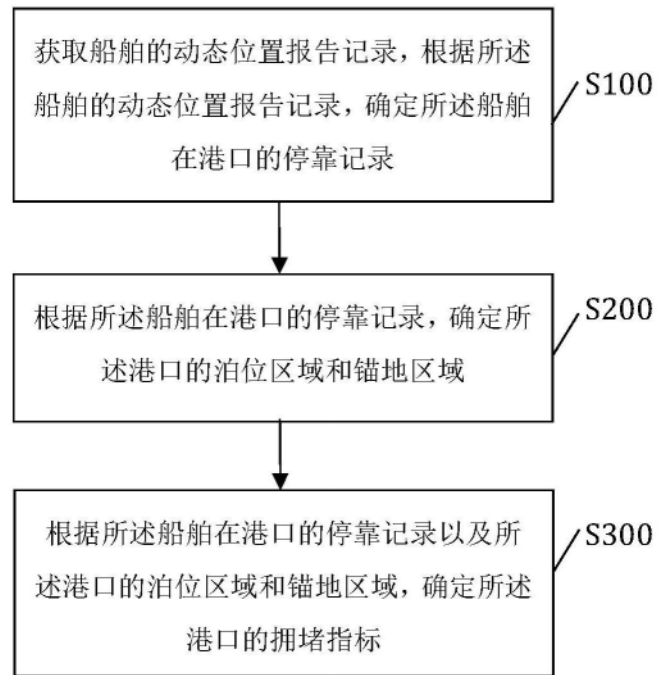 获取船舶的动态位置报告记录，根据所述
船舶的动态位置报告记录，确定所述船舶
在港口的停靠记录
S100
根据所述船舶在港口的停靠记录，确定所
述港口的泊位区域和锚地区域
S200
根据所述船舶在港口的停靠记录以及所
述港口的泊位区域和锚地区域，确定所述
港口的拥堵指标
S300